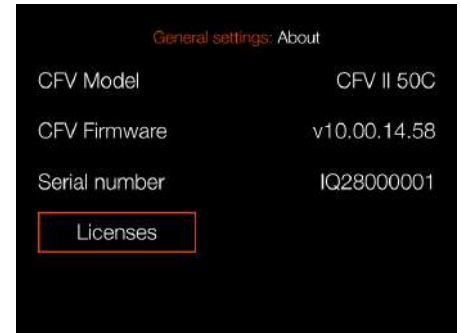 General settings: About
CFV Model CFV II 50C
CFV Firmware v10.00.14.58
Serial number IQ28000001
Licenses